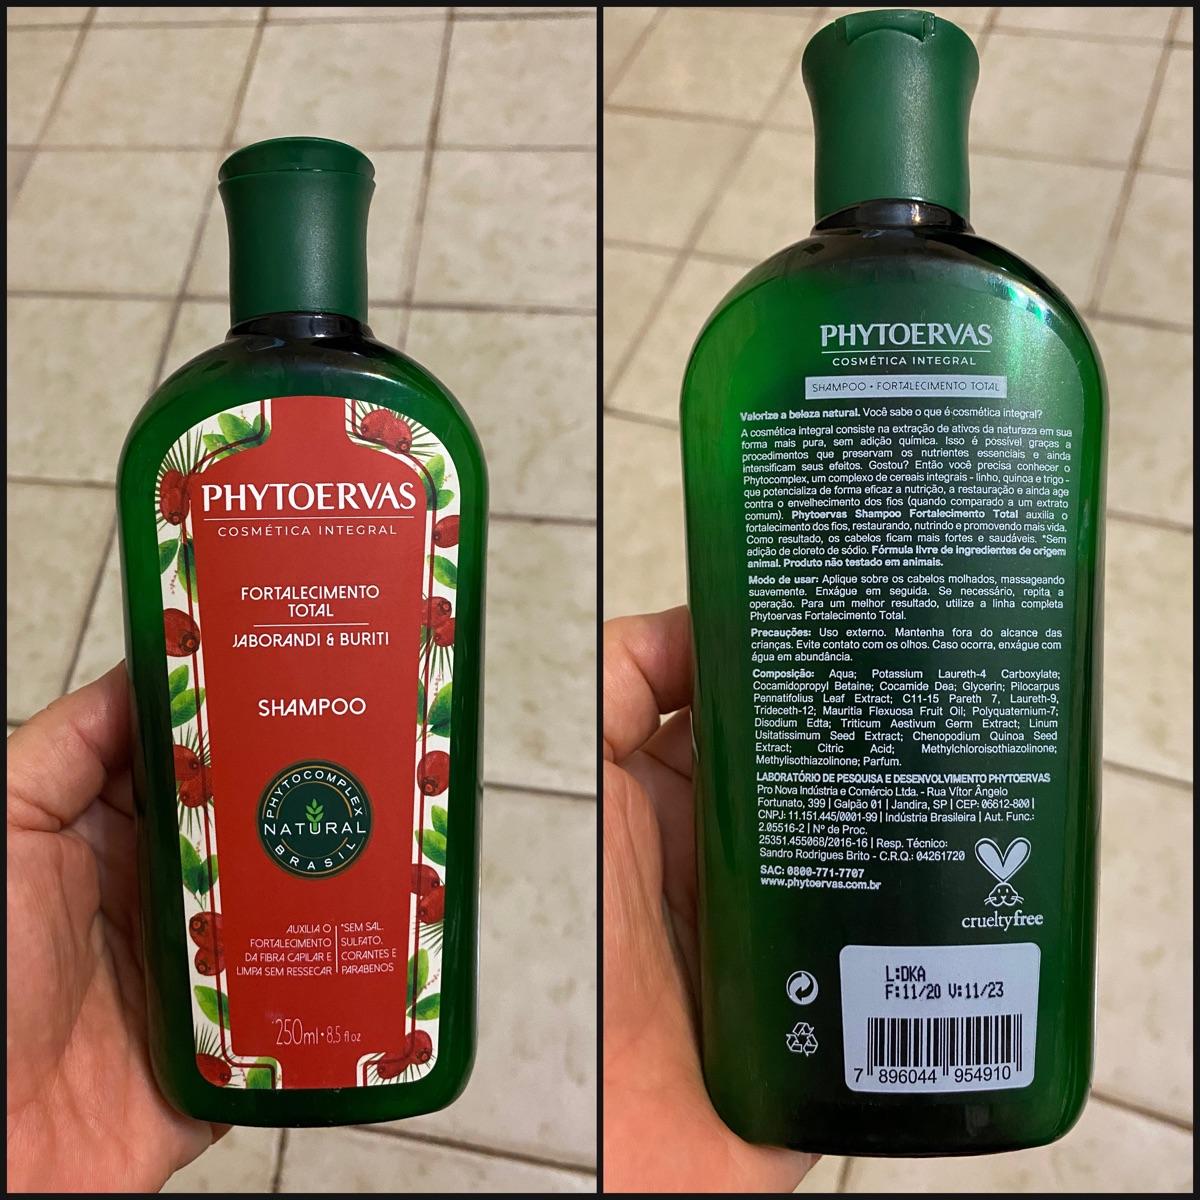 PHYTOERVAS
COSMÉTICA INTEGRAL
FORTALECIMENTO
TOTAL
JABORANDI & BURITI
SHAMPOO
PHYTOCOMPLEX
NATURAL
BRASIL
AUXILIA O
FORTALECIMENTO
DA FIBRA CAPILAR E
LIMPA SEM RESSECAR
*SEM SAL,
SULFATO,
CORANTES E
PARABENOS
250ml • 8,5 fl oz
PHYTOERVAS
COSMÉTICA INTEGRAL
SHAMPOO • FORTALECIMENTO TOTAL
Valorize a beleza natural. Você sabe o que é cosmética integral?
A cosmética integral consiste na extração de ativos da natureza em sua
forma mais pura, sem adição química. Isso é possível graças a
procedimentos que preservam os nutrientes essenciais e ainda
intensificam seus efeitos. Gostou? Então você precisa conhecer o
Phytocomplex, um complexo de cereais integrais - linho, quinoa e trigo -
que potencializa de forma eficaz a nutrição, a restauração e ainda age
contra o envelhecimento dos fios (quando comparado a um extrato
comum). Phytoervas Shampoo Fortalecimento Total auxilia o
fortalecimento dos fios, restaurando, nutrindo e promovendo mais vida.
Como resultado, os cabelos ficam mais fortes e saudáveis. *Sem
adição de cloreto de sódio. Fórmula livre de ingredientes de origem
animal. Produto não testado em animais.
Modo de usar: Aplique sobre os cabelos molhados, massageando
suavemente. Enxágue em seguida. Se necessário, repita a
operação. Para um melhor resultado, utilize a linha completa
Phytoervas Fortalecimento Total.
Precauções: Uso externo. Mantenha fora do alcance das
crianças. Evite contato com os olhos. Caso ocorra, enxágue com
água em abundância.
Composição: Aqua; Potassium Laureth-4 Carboxylate;
Cocamidopropyl Betaine; Cocamide Dea; Glycerin; Pilocarpus
Pennatifolius Leaf Extract; C11-15 Pareth 7, Laureth-9,
Trideceth-12; Mauritia Flexuosa Fruit Oil; Polyquaternium-7;
Disodium Edta; Triticum Aestivum Germ Extract; Linum
Usitatissimum Seed Extract; Chenopodium Quinoa Seed
Extract; Citric Acid; Methylchloroisothiazolinone;
Methylisothiazolinone; Parfum.
LABORATÓRIO DE PESQUISA E DESENVOLVIMENTO PHYTOERVAS
Pro Nova Indústria e Comércio Ltda. - Rua Vítor Ângelo
Fortunato, 399 | Galpão 01 | Jandira, SP | CEP: 06612-800 |
CNPJ: 11.151.445/0001-99 | Indústria Brasileira | Aut. Func.:
2.05516-2 | Nº de Proc.
25351.455068/2016-16 | Resp. Técnico:
Sandro Rodrigues Brito - C.R.Q.: 04261720
SAC: 0800-771-7707
www.phytoervas.com.br
crueltyfree
L:DKA
F:11/20 V:11/23
7 896044 954910